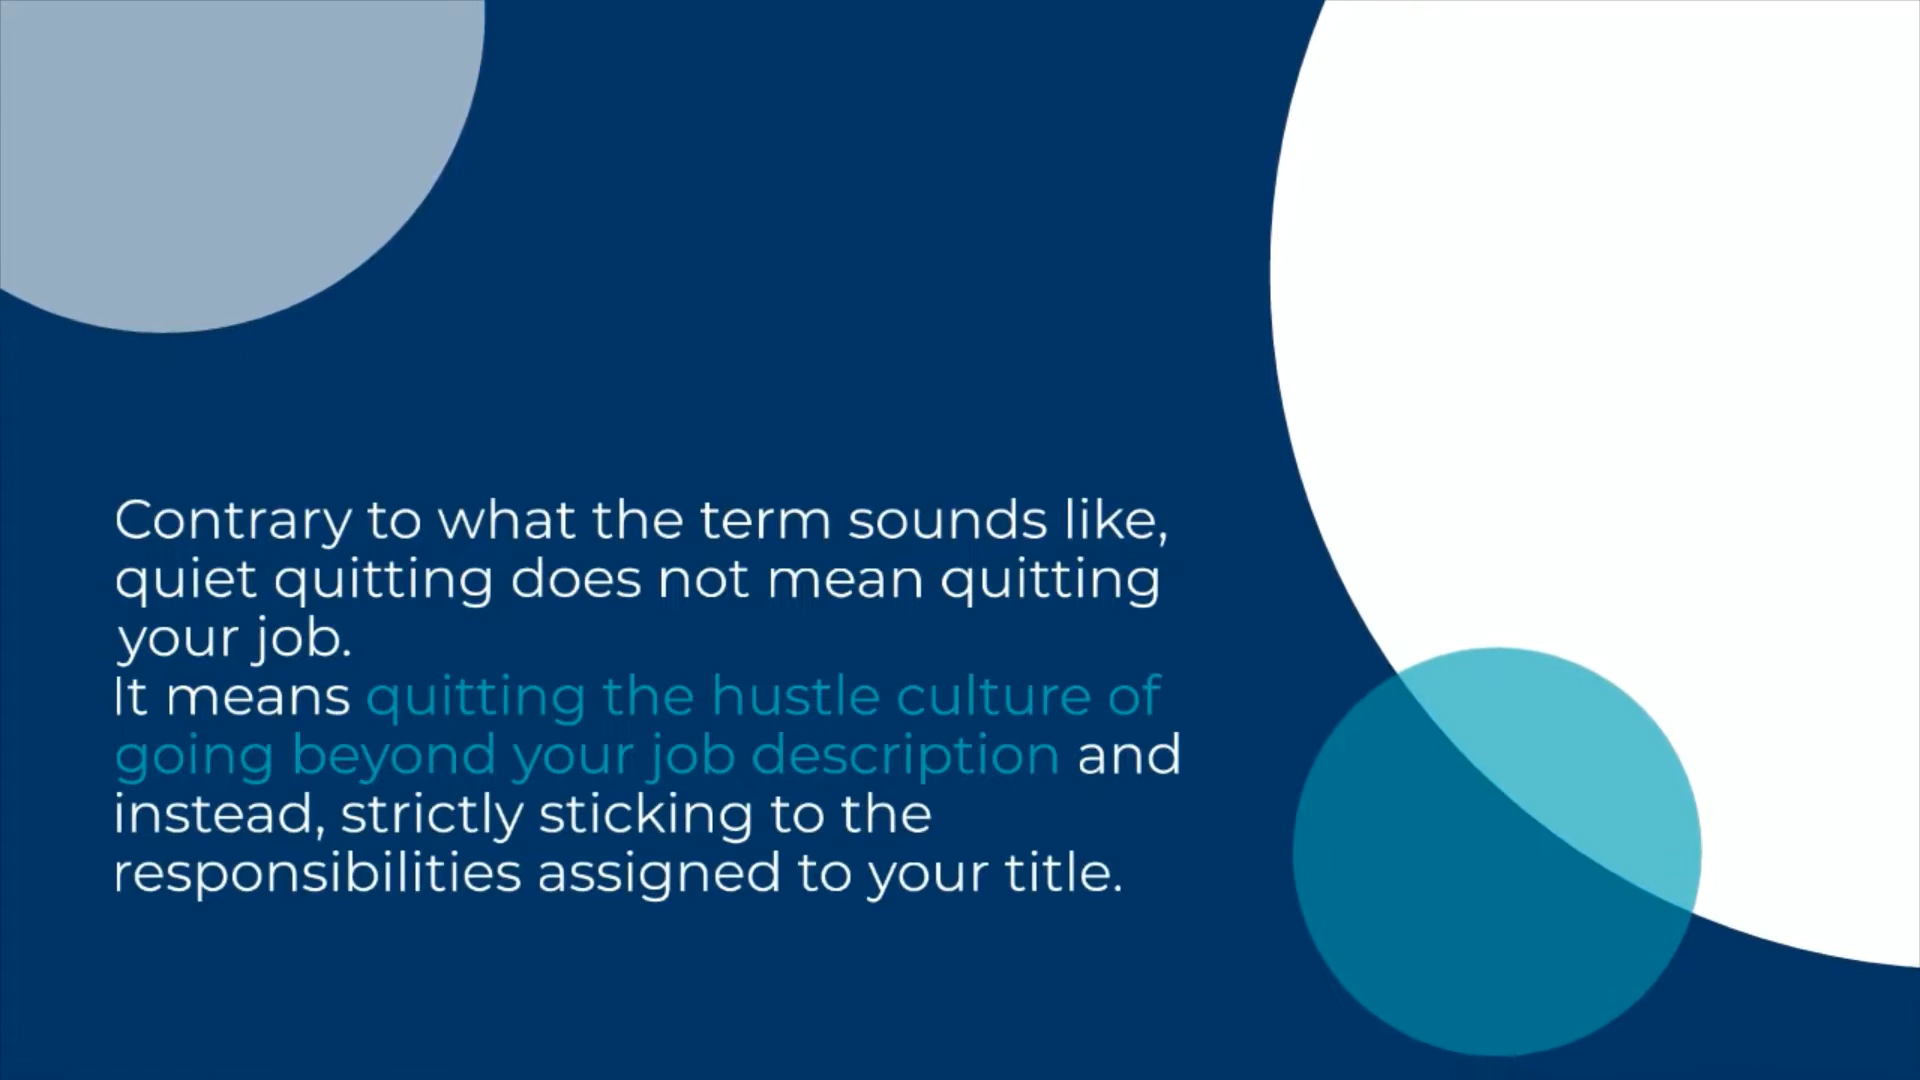 Contrary to what the term sounds like,
quiet quitting does not mean quitting
your job.
It means quitting the hustle culture of
going beyond your job description and
instead, strictly sticking to the
responsibilities assigned to your title.